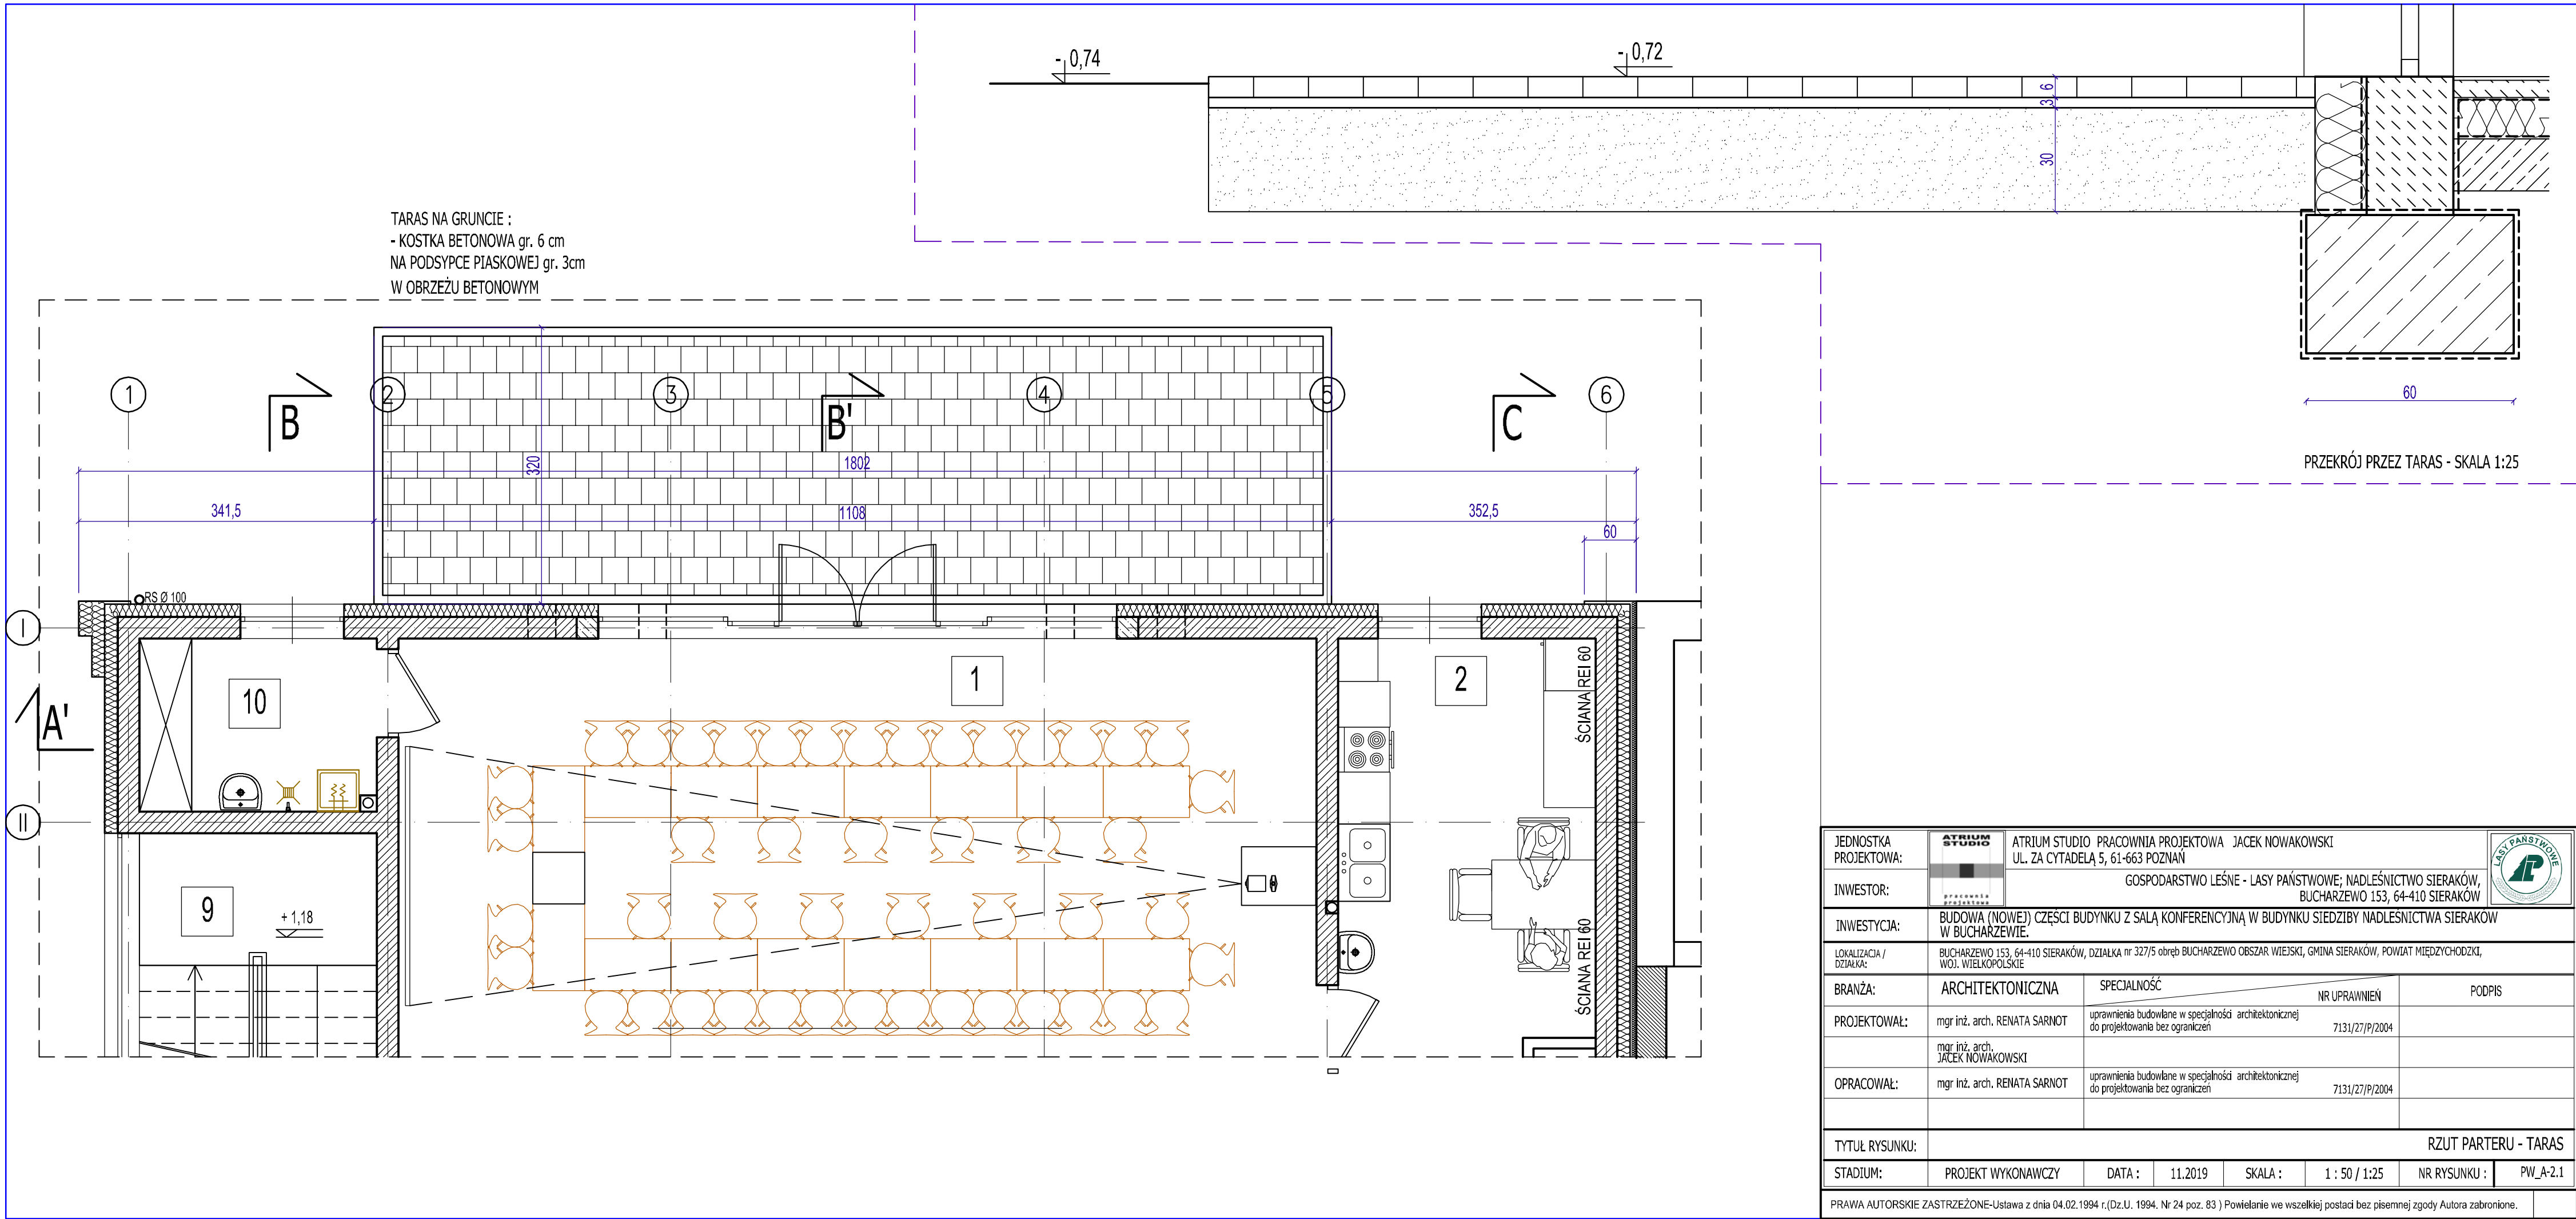 - 0,74
- 0,72
3 6
30
60
PRZEKRÓJ PRZEZ TARAS - SKALA 1:25
TARAS NA GRUNCIE :
- KOSTKA BETONOWA gr. 6 cm
NA PODSYPCE PIASKOWEJ gr. 3cm
W OBRZEŻU BETONOWYM
1
2
3
4
5
6
B
B'
C
320
1802
341,5
1108
352,5
60
RS Ø 100
I
II
A'
10
1
2
9
+ 1,18
ŚCIANA REI 60
ŚCIANA REI 60
JEDNOSTKA
PROJEKTOWA:
ATRIUM
STUDIO
pracownia
projektowa
ATRIUM STUDIO PRACOWNIA PROJEKTOWA JACEK NOWAKOWSKI
UL. ZA CYTADELĄ 5, 61-663 POZNAŃ
LASY PAŃSTWOWE
INWESTOR:
GOSPODARSTWO LEŚNE - LASY PAŃSTWOWE; NADLEŚNICTWO SIERAKÓW,
BUCHARZEWO 153, 64-410 SIERAKÓW
INWESTYCJA:
BUDOWA (NOWEJ) CZĘŚCI BUDYNKU Z SALĄ KONFERENCYJNĄ W BUDYNKU SIEDZIBY NADLEŚNICTWA SIERAKÓW
W BUCHARZEWIE.
LOKALIZACJA /
DZIAŁKA:
BUCHARZEWO 153, 64-410 SIERAKÓW, DZIAŁKA nr 327/5 obręb BUCHARZEWO OBSZAR WIEJSKI, GMINA SIERAKÓW, POWIAT MIĘDZYCHODZKI,
WOJ. WIELKOPOLSKIE
BRANŻA:
ARCHITEKTONICZNA
SPECJALNOŚĆ
NR UPRAWNIEŃ
PODPIS
PROJEKTOWAŁ:
mgr inż. arch. RENATA SARNOT
uprawnienia budowlane w specjalności architektonicznej
do projektowania bez ograniczeń
7131/27/P/2004
mgr inż. arch.
JACEK NOWAKOWSKI
OPRACOWAŁ:
mgr inż. arch. RENATA SARNOT
uprawnienia budowlane w specjalności architektonicznej
do projektowania bez ograniczeń
7131/27/P/2004
TYTUŁ RYSUNKU:
RZUT PARTERU - TARAS
STADIUM:
PROJEKT WYKONAWCZY
DATA :
11.2019
SKALA :
1 : 50 / 1:25
NR RYSUNKU :
PW_A-2.1
PRAWA AUTORSKIE ZASTRZEŻONE-Ustawa z dnia 04.02.1994 r.(Dz.U. 1994. Nr 24 poz. 83 ) Powielanie we wszelkiej postaci bez pisemnej zgody Autora zabronione.